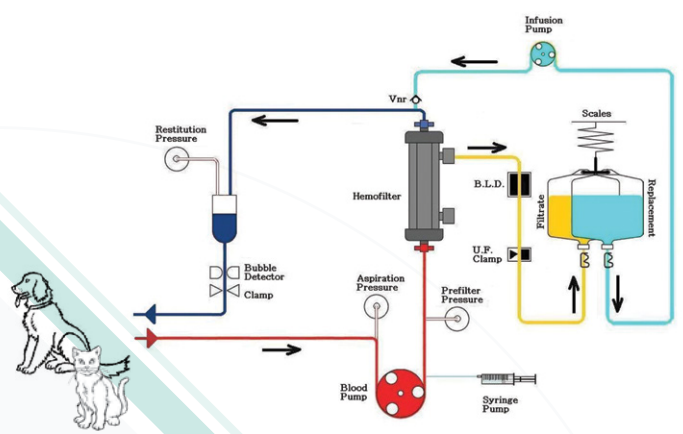 Infusion
Pump
Vnr
Restitution
Pressure
Scales
Hemofilter
B.L.D.
Filtrate
Replacement
U.F.
Clamp
Bubble
Detector
Clamp
Aspiration
Pressure
Prefilter
Pressure
Blood
Pump
Syringe
Pump